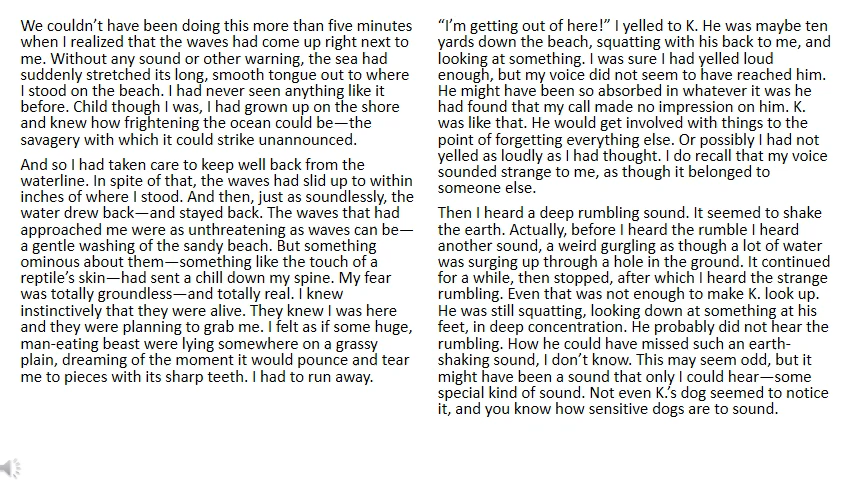 We couldn’t have been doing this more than five minutes
when I realized that the waves had come up right next to
me. Without any sound or other warning, the sea had
suddenly stretched its long, smooth tongue out to where
I stood on the beach. I had never seen anything like it
before. Child though I was, I had grown up on the shore
and knew how frightening the ocean could be—the
savagery with which it could strike unannounced.
And so I had taken care to keep well back from the
waterline. In spite of that, the waves had slid up to within
inches of where I stood. And then, just as soundlessly, the
water drew back—and stayed back. The waves that had
approached me were as unthreatening as waves can be—
a gentle washing of the sandy beach. But something
ominous about them—something like the touch of a
reptile’s skin—had sent a chill down my spine. My fear
was totally groundless—and totally real. I knew
instinctively that they were alive. They knew I was here
and they were planning to grab me. I felt as if some huge,
man-eating beast were lying somewhere on a grassy
plain, dreaming of the moment it would pounce and tear
me to pieces with its sharp teeth. I had to run away.
“I’m getting out of here!” I yelled to K. He was maybe ten
yards down the beach, squatting with his back to me, and
looking at something. I was sure I had yelled loud
enough, but my voice did not seem to have reached him.
He might have been so absorbed in whatever it was he
had found that my call made no impression on him. K.
was like that. He would get involved with things to the
point of forgetting everything else. Or possibly I had not
yelled as loudly as I had thought. I do recall that my voice
sounded strange to me, as though it belonged to
someone else.
Then I heard a deep rumbling sound. It seemed to shake
the earth. Actually, before I heard the rumble I heard
another sound, a weird gurgling as though a lot of water
was surging up through a hole in the ground. It continued
for a while, then stopped, after which I heard the strange
rumbling. Even that was not enough to make K. look up.
He was still squatting, looking down at something at his
feet, in deep concentration. He probably did not hear the
rumbling. How he could have missed such an earth-
shaking sound, I don’t know. This may seem odd, but it
might have been a sound that only I could hear—some
special kind of sound. Not even K.’s dog seemed to notice
it, and you know how sensitive dogs are to sound.